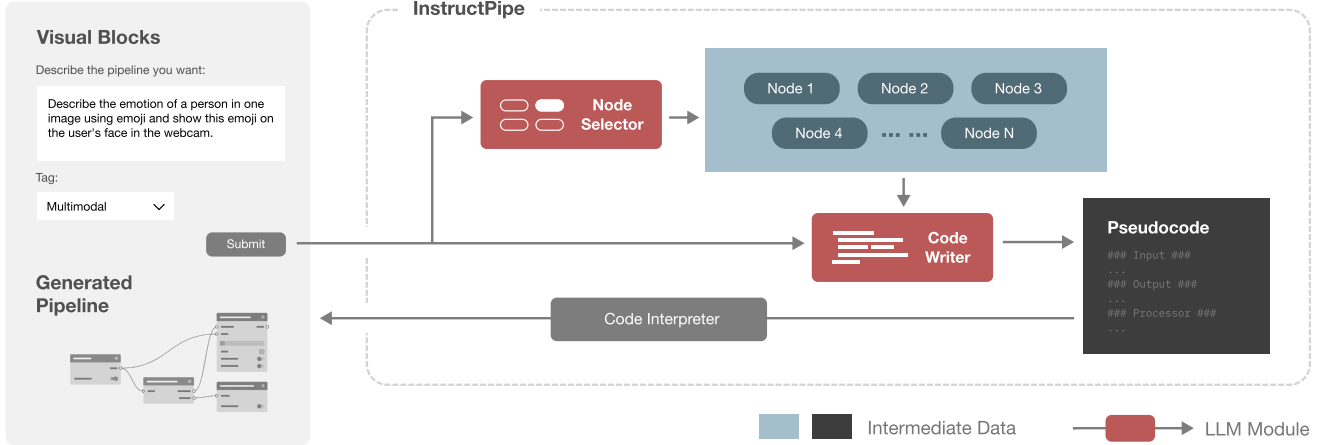 InstructPipe
Visual Blocks
Describe the pipeline you want:
Describe the emotion of a person in one
image using emoji and show this emoji on
the user's face in the webcam.
Tag:
Multimodal
Submit
Generated
Pipeline
Node
Selector
Node 1
Node 2
Node 3
Node 4
... ...
Node N
Code
Writer
Pseudocode
### Input ###
...
### Output ###
...
### Processor ###
...
Code Interpreter
Intermediate Data
LLM Module